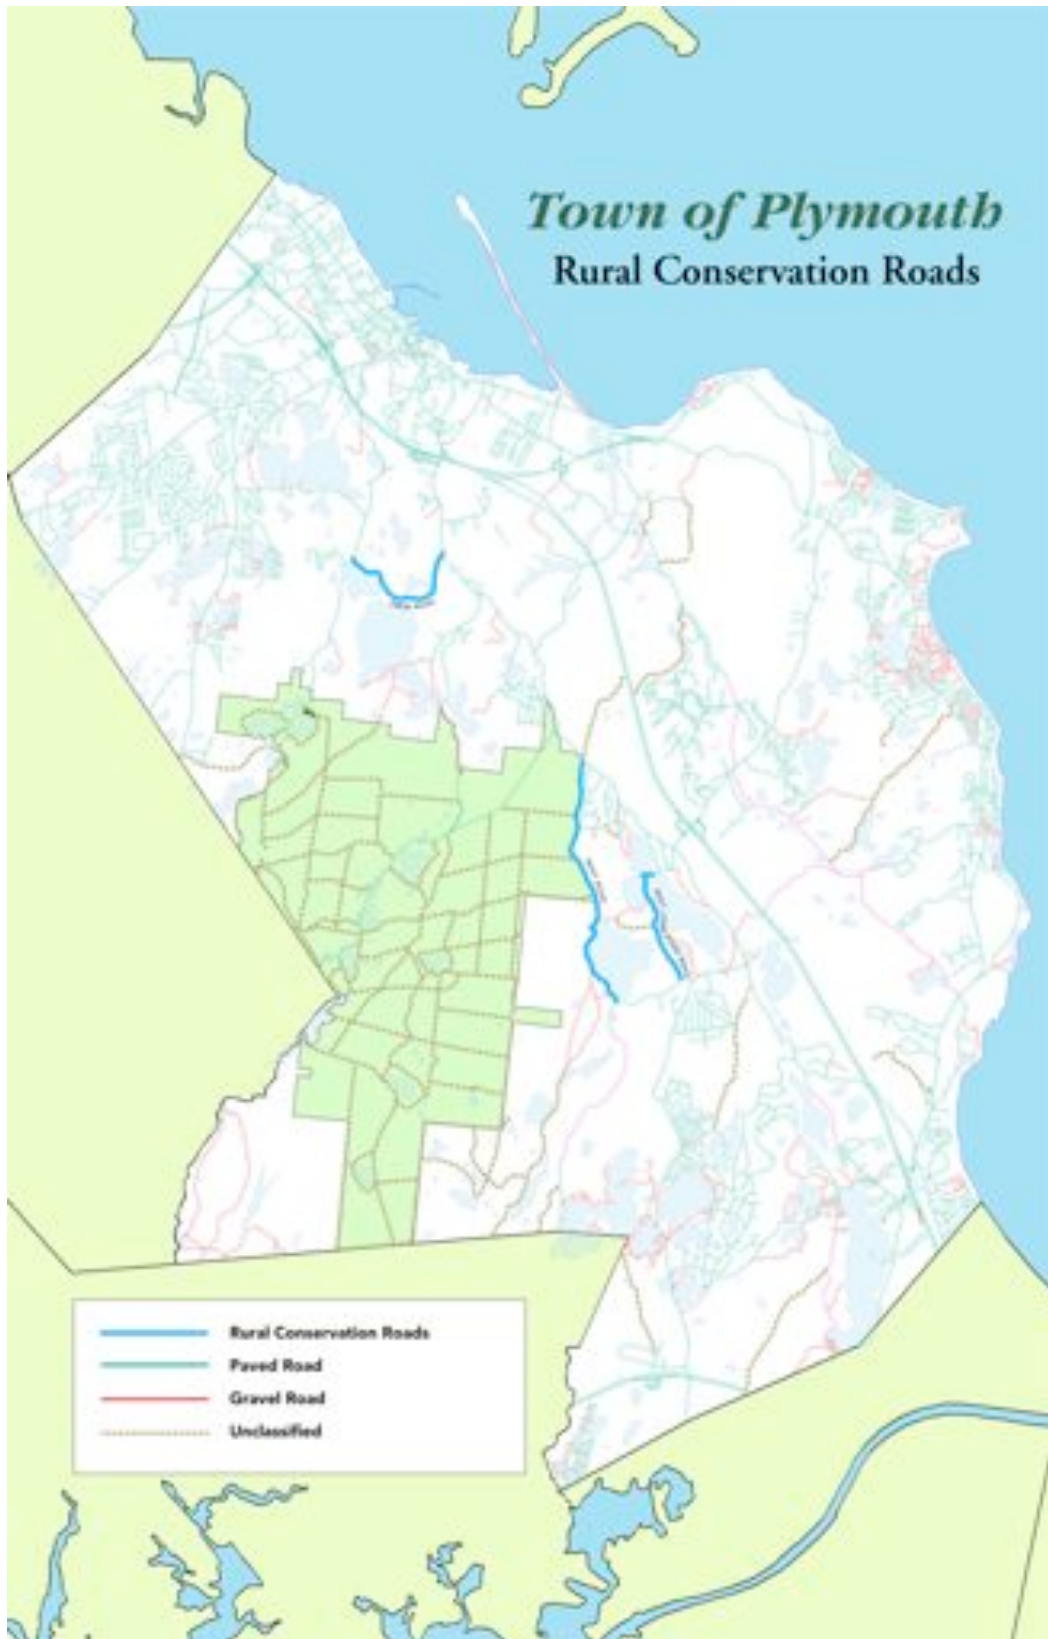 Town of Plymouth
Rural Conservation Roads
Rural Conservation Roads
Paved Road
Gravel Road
Unclassified